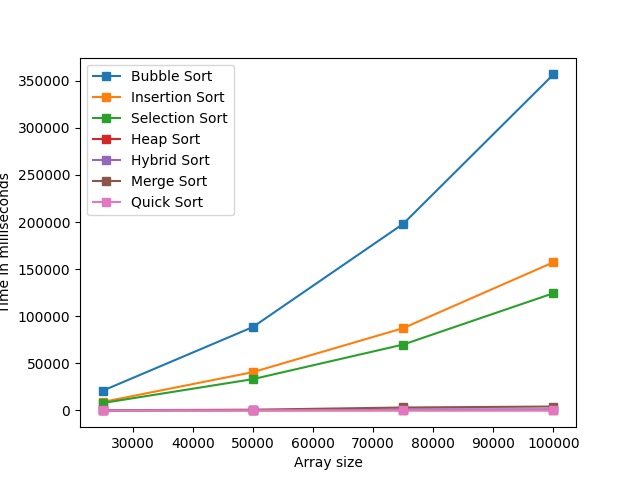 350000
300000
250000
200000
150000
100000
50000
0
Time in milliseconds
Bubble Sort
Insertion Sort
Selection Sort
Heap Sort
Hybrid Sort
Merge Sort
Quick Sort
30000 40000 50000 60000 70000 80000 90000 100000
Array size